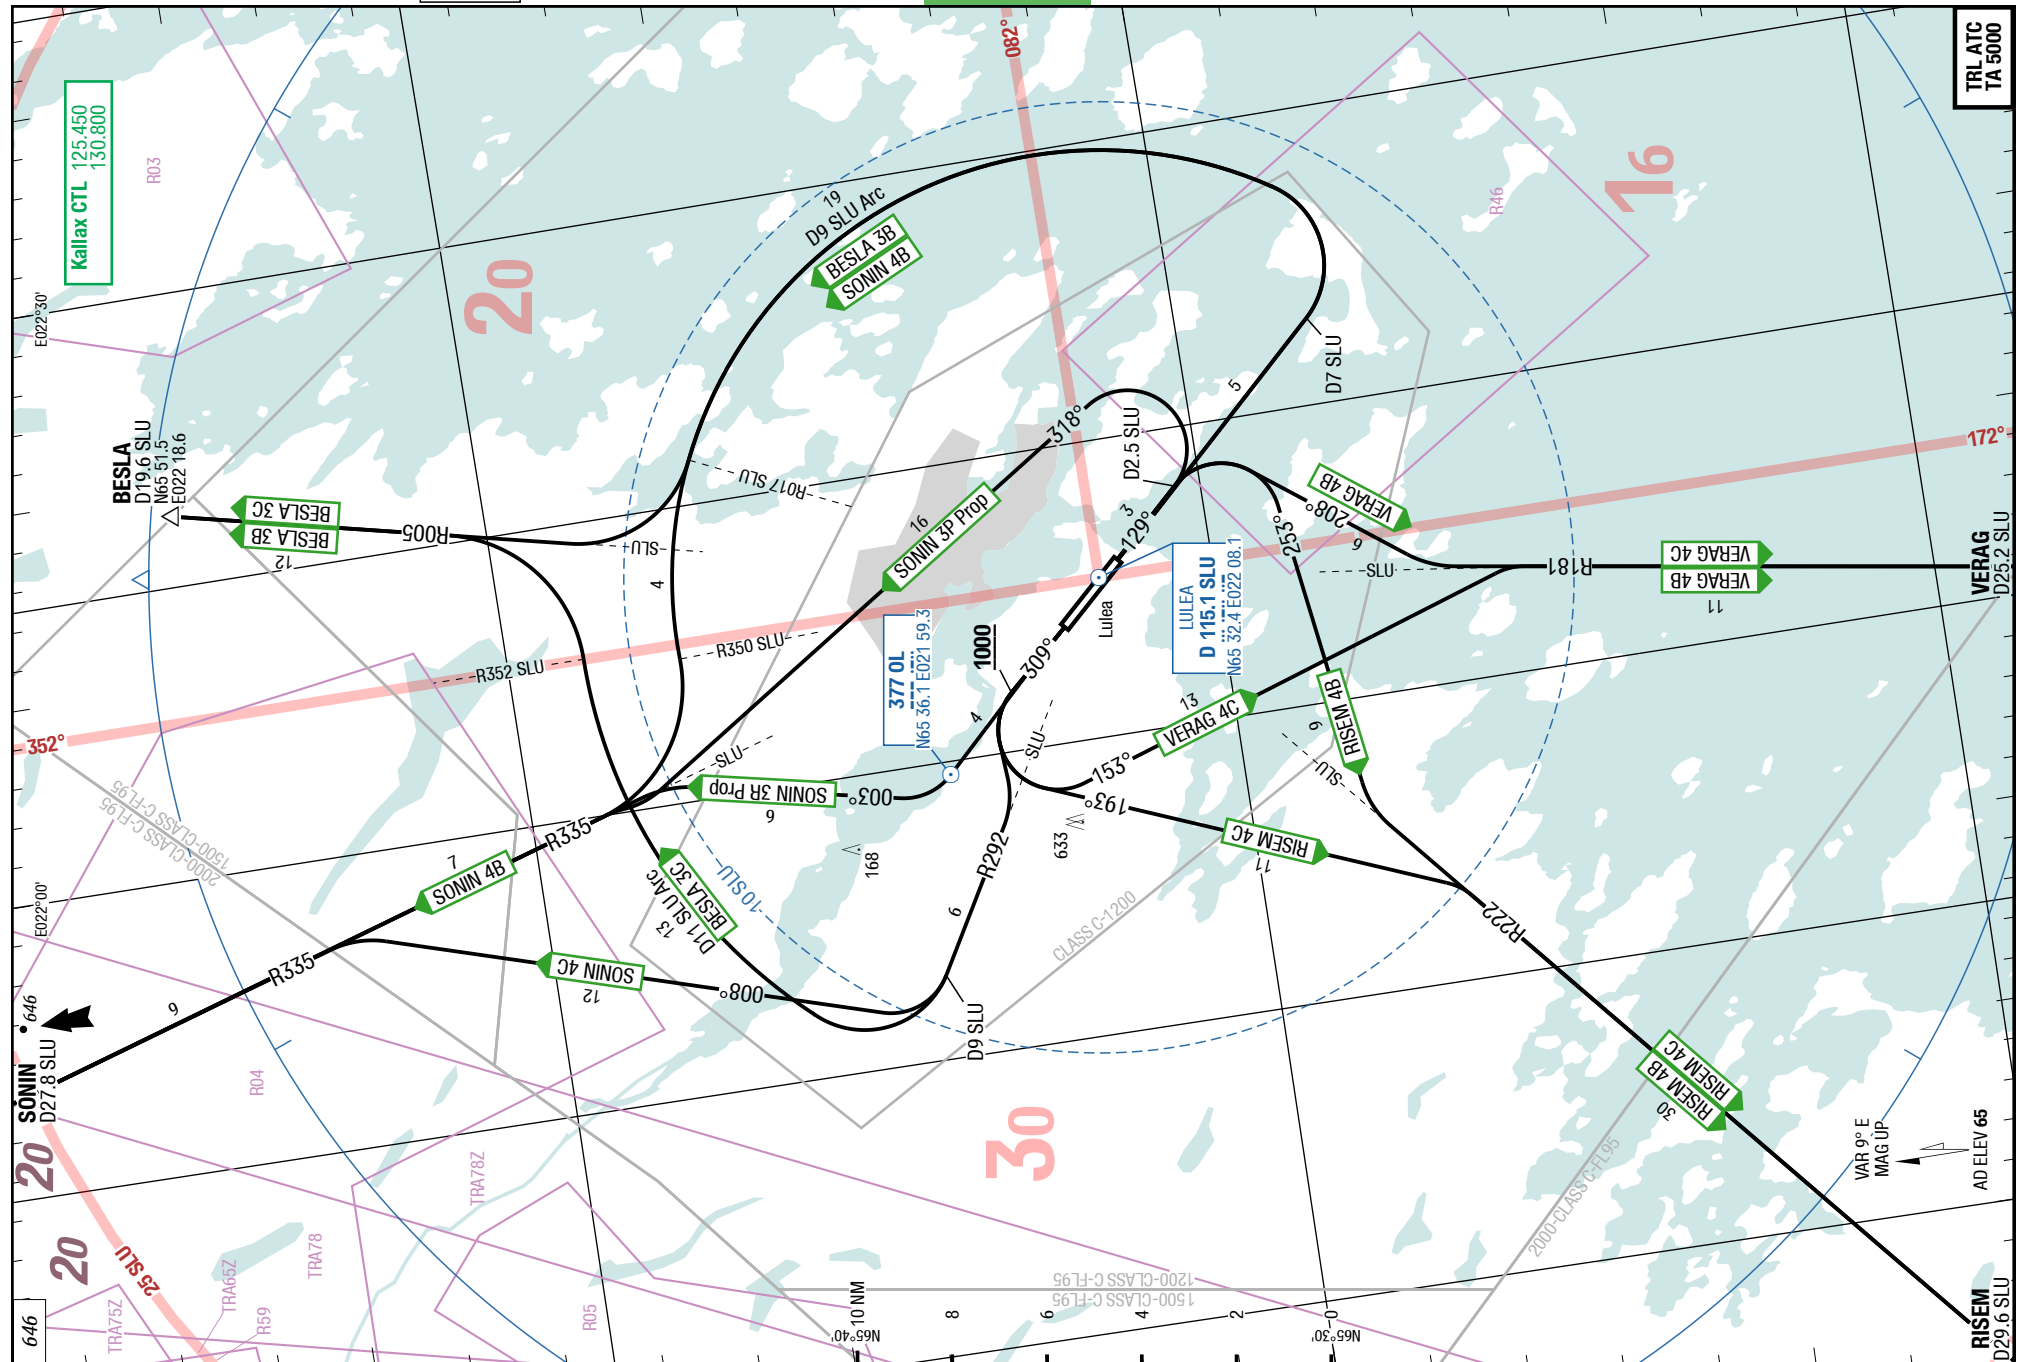 TRL ATC
TA 5000
Kallax CTL 125.450
130.800
R03
E022°30'
20
082°
16
R46
19
D9 SLU Arc
BESLA 3B
SONIN 4B
BESLA
D19.6 SLU
N65 51.5
E022 18.6
BESLA 3C
BESLA 3B
12
R005
SLU
R017 SLU
4
318°
16
SONIN 3P Prop
D2.5 SLU
5
D7 SLU
3
129°
172°
VERAG 4B
208°
6
253°
SLU
R181
VERAG 4C
VERAG 4B
11
VERAG
D25.2 SLU
LULEA
D 115.1 SLU
N65 32.4 E022 08.1
Lulea
1000
309°
4
377 OL
N65 36.1 E021 59.3
R350 SLU
R352 SLU
352°
SLU
SONIN 3R Prop
6
003°
SLU
153°
13
VERAG 4C
193°
RISEM 4B
9
SLU
RISEM 4C
11
633
168
R292
6
D9 SLU
CLASS C-1200
R335
7
SONIN 4B
10 SLU
BESLA 3C
D11 SLU Arc
13
SONIN 4C
12
008°
R335
9
1500-CLASS C-FL95
2000-CLASS C-FL95
E022°00'
646
SONIN
D27.8 SLU
R04
R222
RISEM 4C
RISEM 4B
30
30
20
20
25 SLU
TRA78Z
TRA78
TRA65Z
TRA75Z
R59
R05
646
1200-CLASS C-FL95
1500-CLASS C-FL95
2000-CLASS C-FL95
10 NM
8
6
4
2
0
N65°40'
N65°30'
VAR 9° E
MAG UP
AD ELEV 65
RISEM
D29.6 SLU